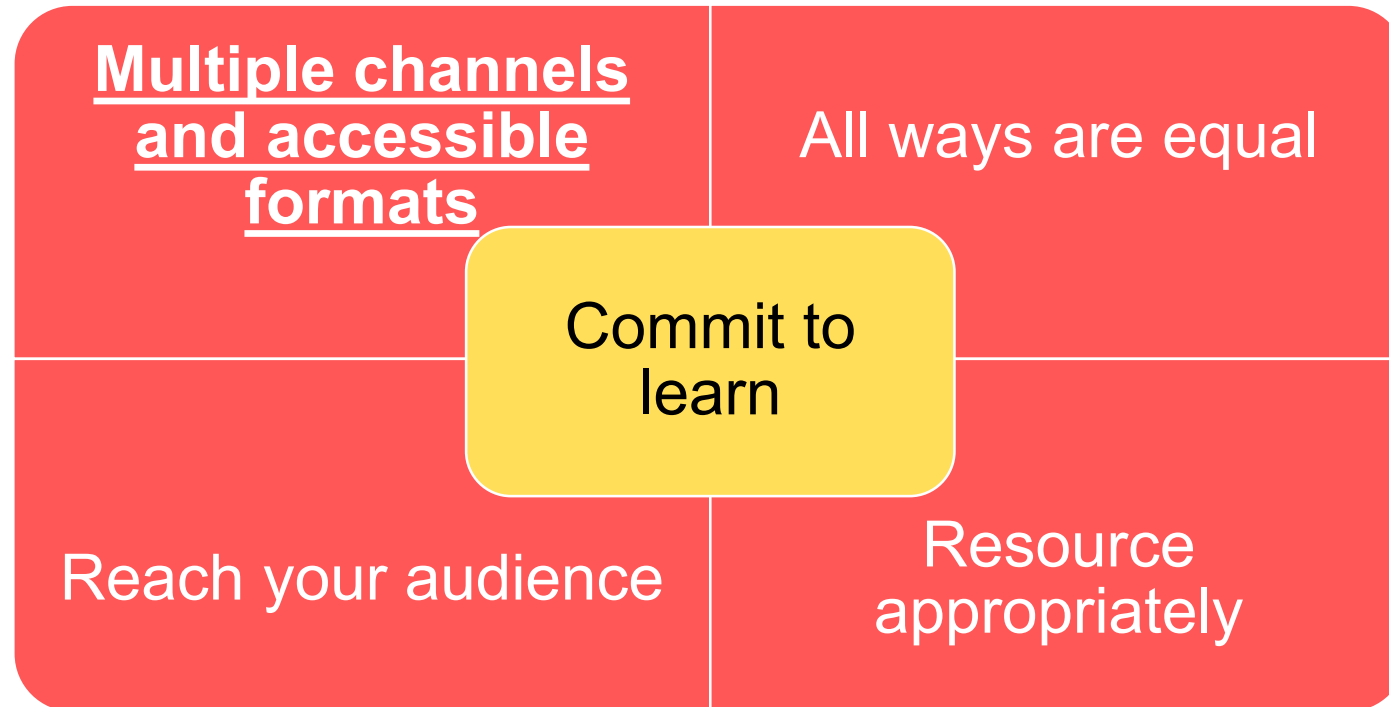 Multiple channels
and accessible
formats
All ways are equal
Commit to
learn
Reach your audience
Resource
appropriately